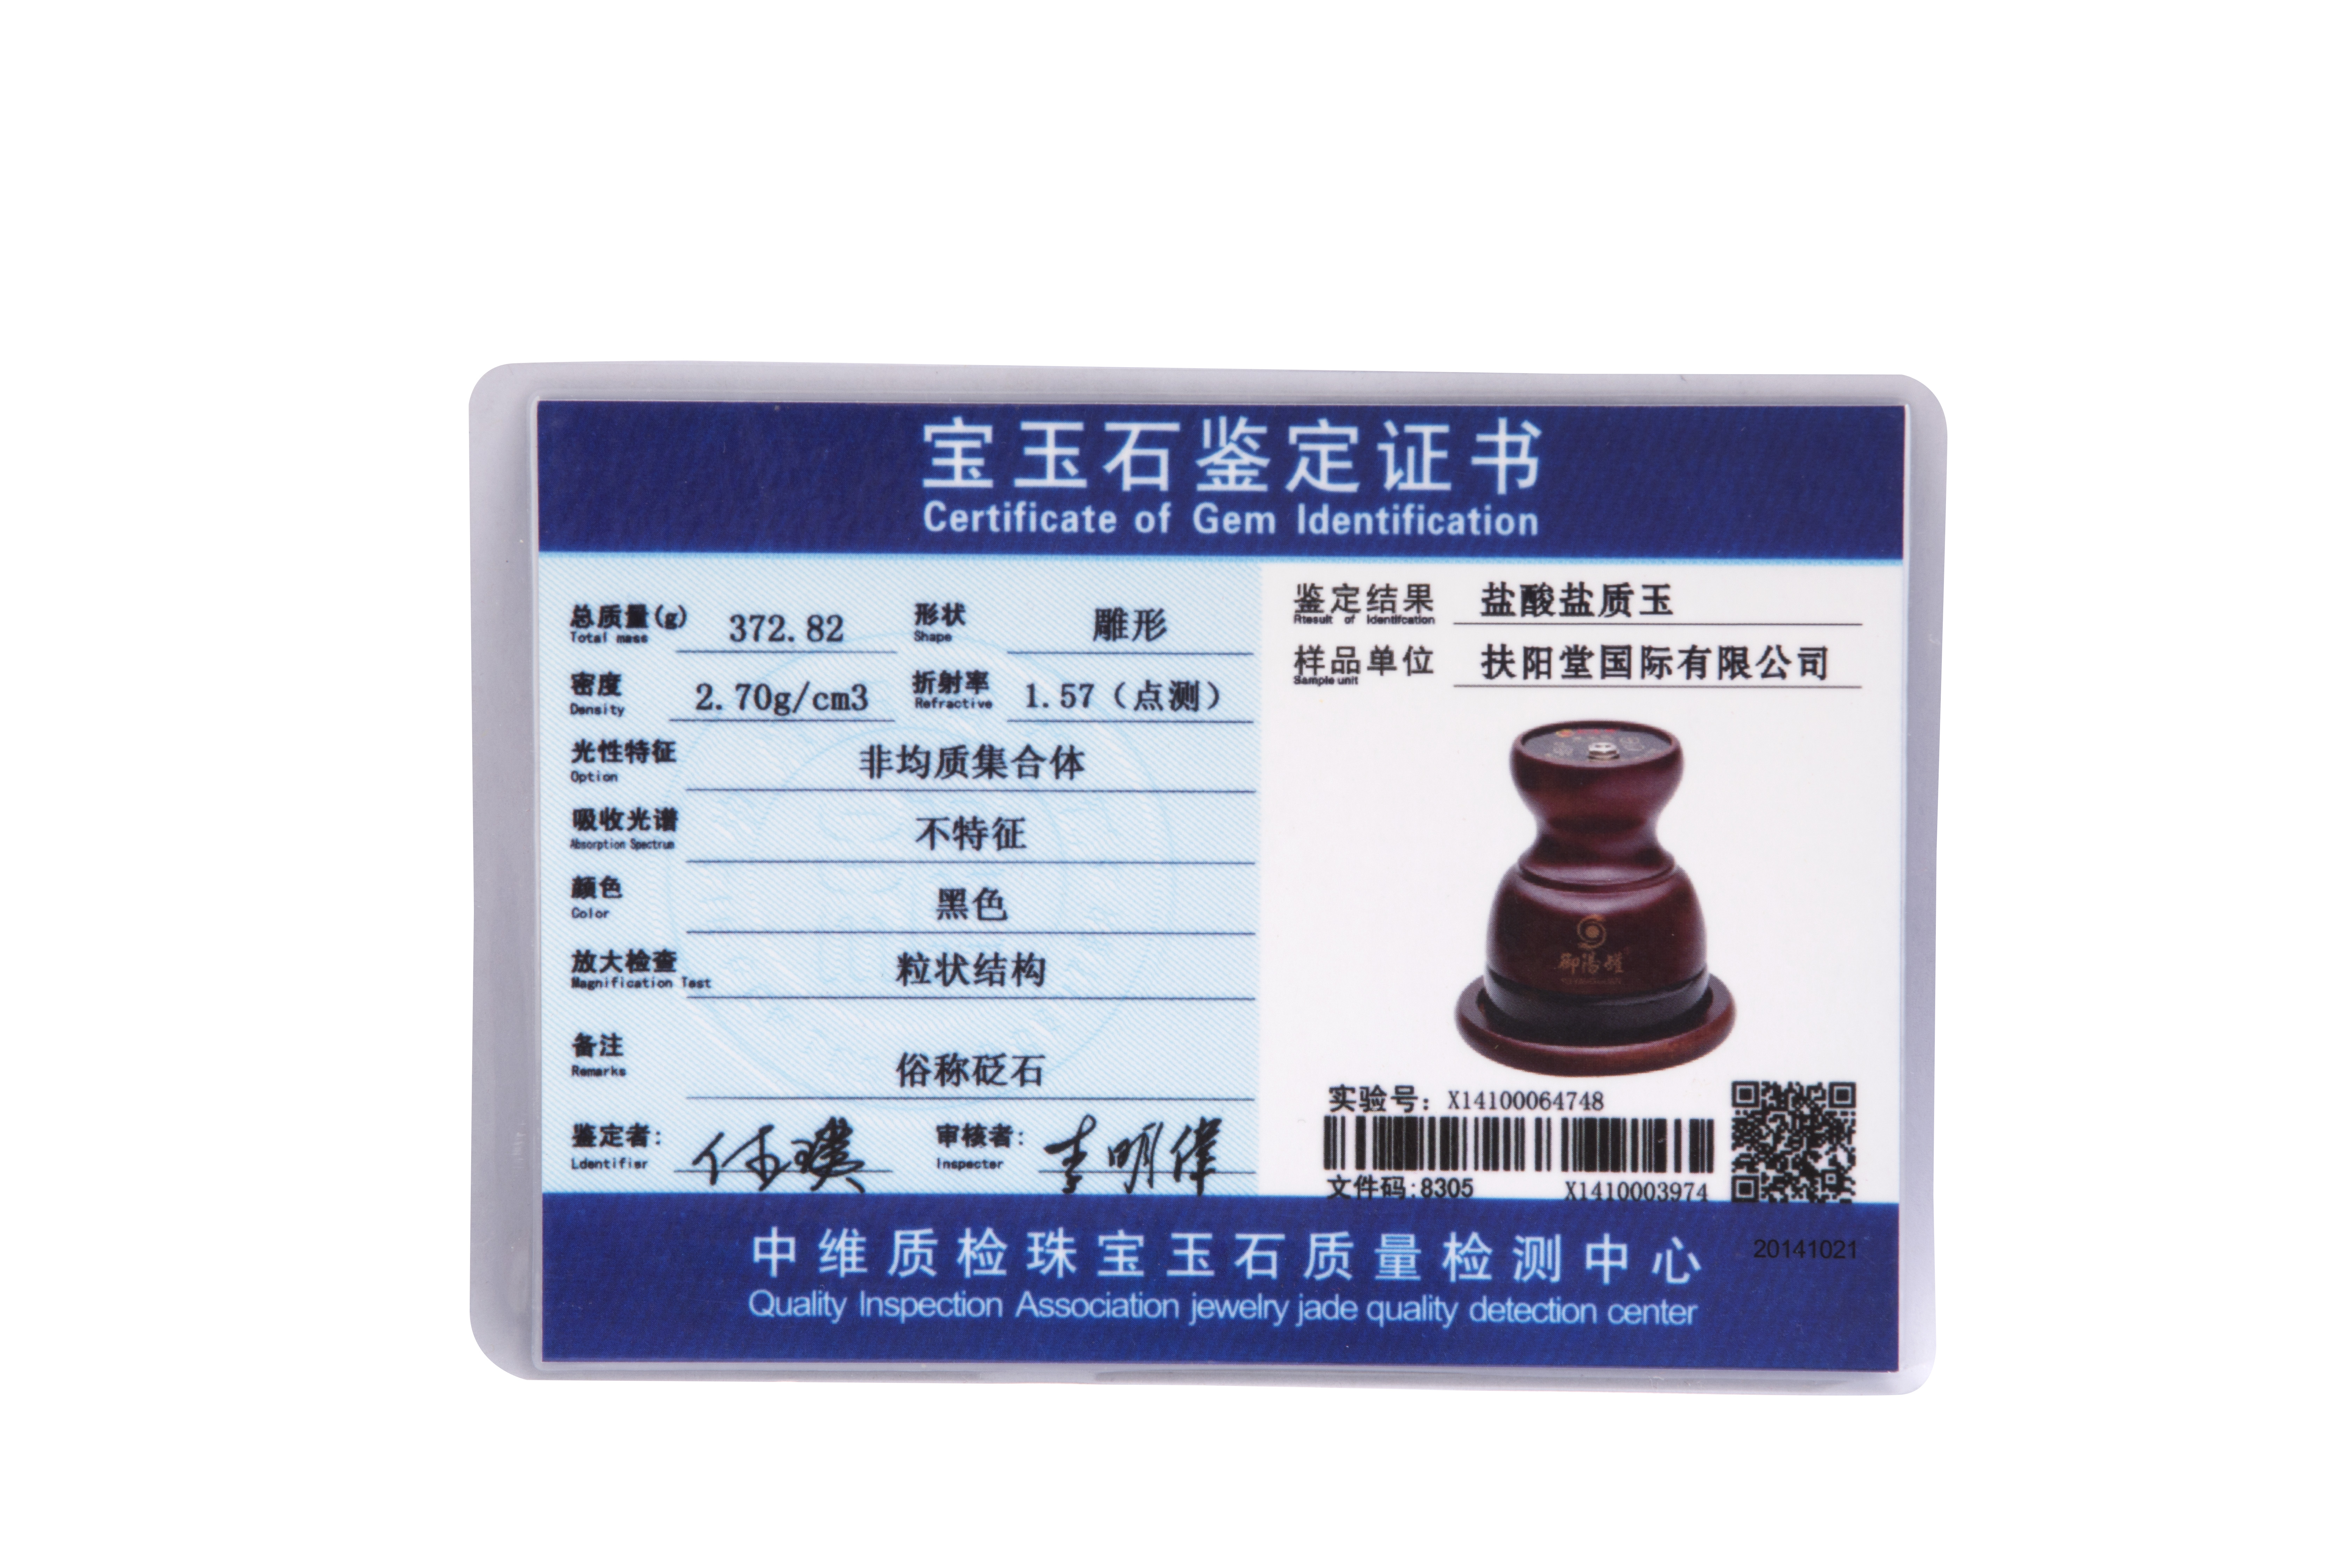 宝玉石鉴定证书
Certificate of Gem Identification
总质量(g) 372.82 形状 雕形
Total mass Shape
密度 2.70g/cm3 折射率 1.57（点测）
Density Refractive
光性特征 非均质集合体
Option
吸收光谱 不特征
Absorption Spectrum
颜色 黑色
Color
放大检查 粒状结构
Magnification Test
备注 俗称砭石
Remarks
鉴定者: 审核者: 李明偉
Ldentifier Inspecter
鉴定结果 盐酸盐质玉
Rtesult of Identifcation
样品单位 扶阳堂国际有限公司
Sample unit
御陽罐
实验号: X14100064748
文件码:8305 X1410003974
中维质检珠宝玉石质量检测中心 20141021
Quality Inspection Association jewelry jade quality detection center